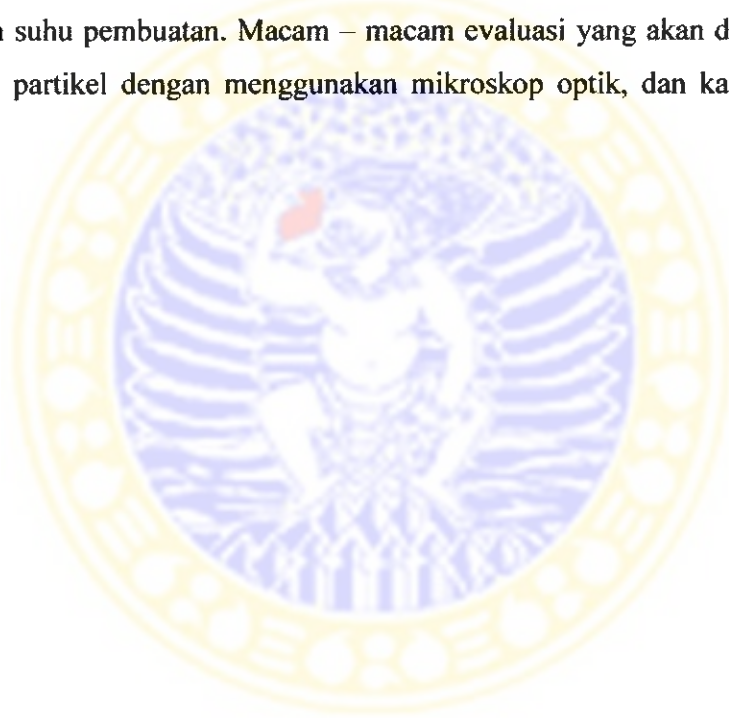 suhu pembuatan. Macam – macam evaluasi yang akan d
partikel dengan menggunakan mikroskop optik, dan ka